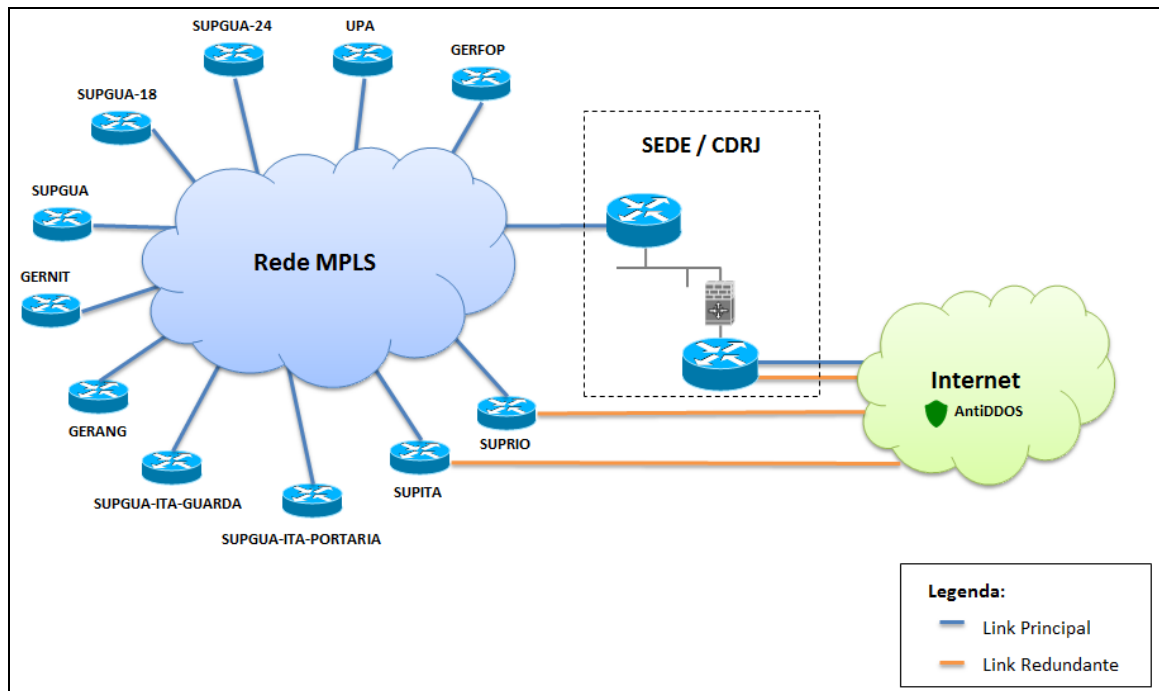 SUPGUA-24
UPA
GERFOP
SUPGUA-18
SEDE / CDRJ
SUPGUA
Rede MPLS
GERNIT
Internet
AntiDDOS
GERANG
SUPRIO
SUPGUA-ITA-GUARDA
SUPITA
SUPGUA-ITA-PORTARIA
Legenda:
Link Principal
Link Redundante